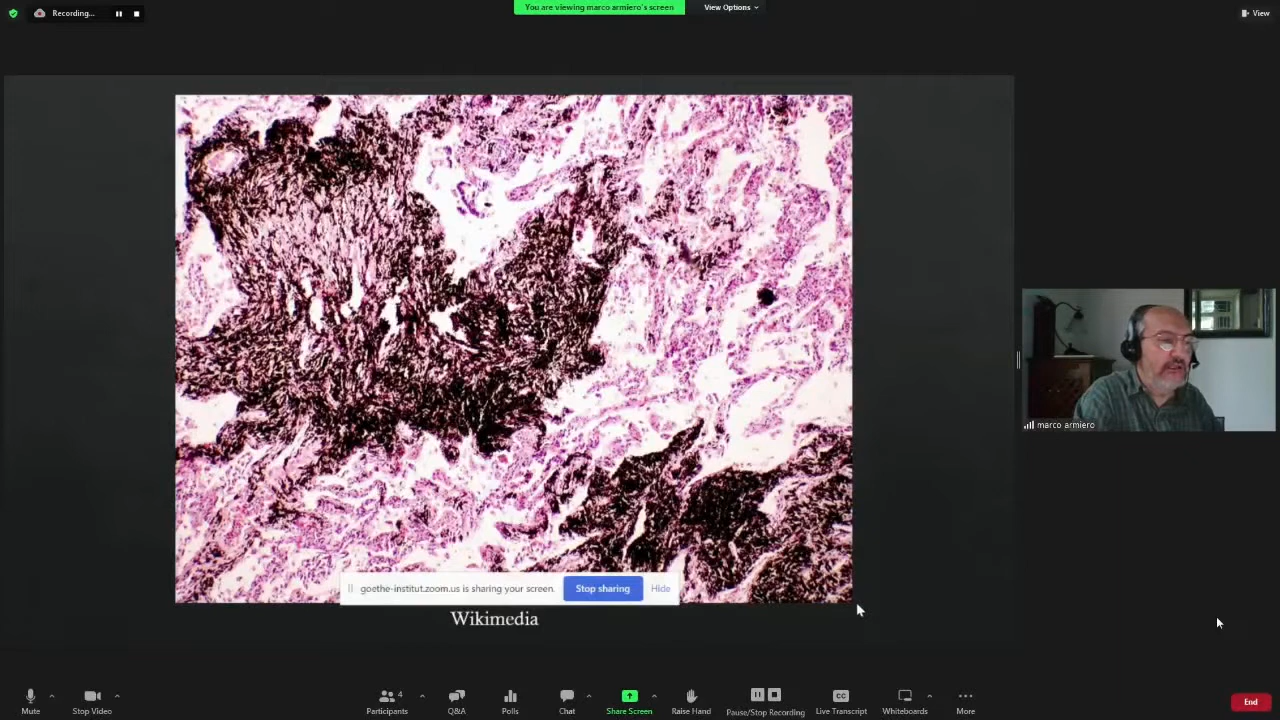 Recording...
You are viewing marco armiero's screen
View Options
View
marco armiero
goethe-institut.zoom.us is sharing your screen.
Stop sharing
Hide
Wikimedia
Mute
Stop Video
Participants
4
Q&A
Polls
Chat
Share Screen
Raise Hand
Pause/Stop Recording
CC
Live Transcript
Whiteboards
More
End